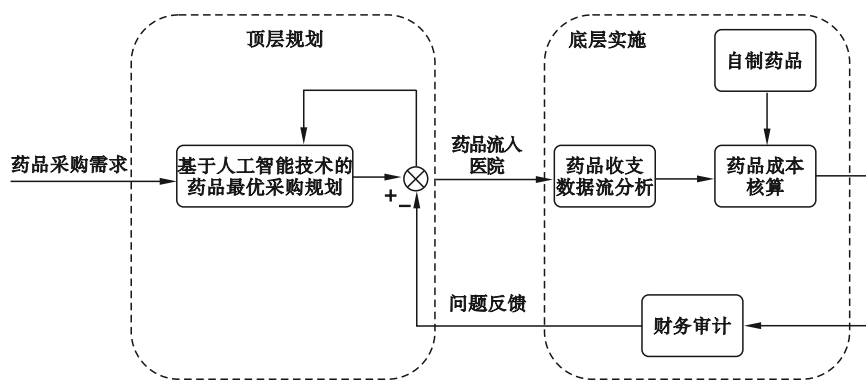 顶层规划
底层实施
自制药品
药品采购需求
基于人工智能技术的
药品最优采购规划
+
−
药品流入
医院
药品收支
数据流分析
药品成本
核算
问题反馈
财务审计